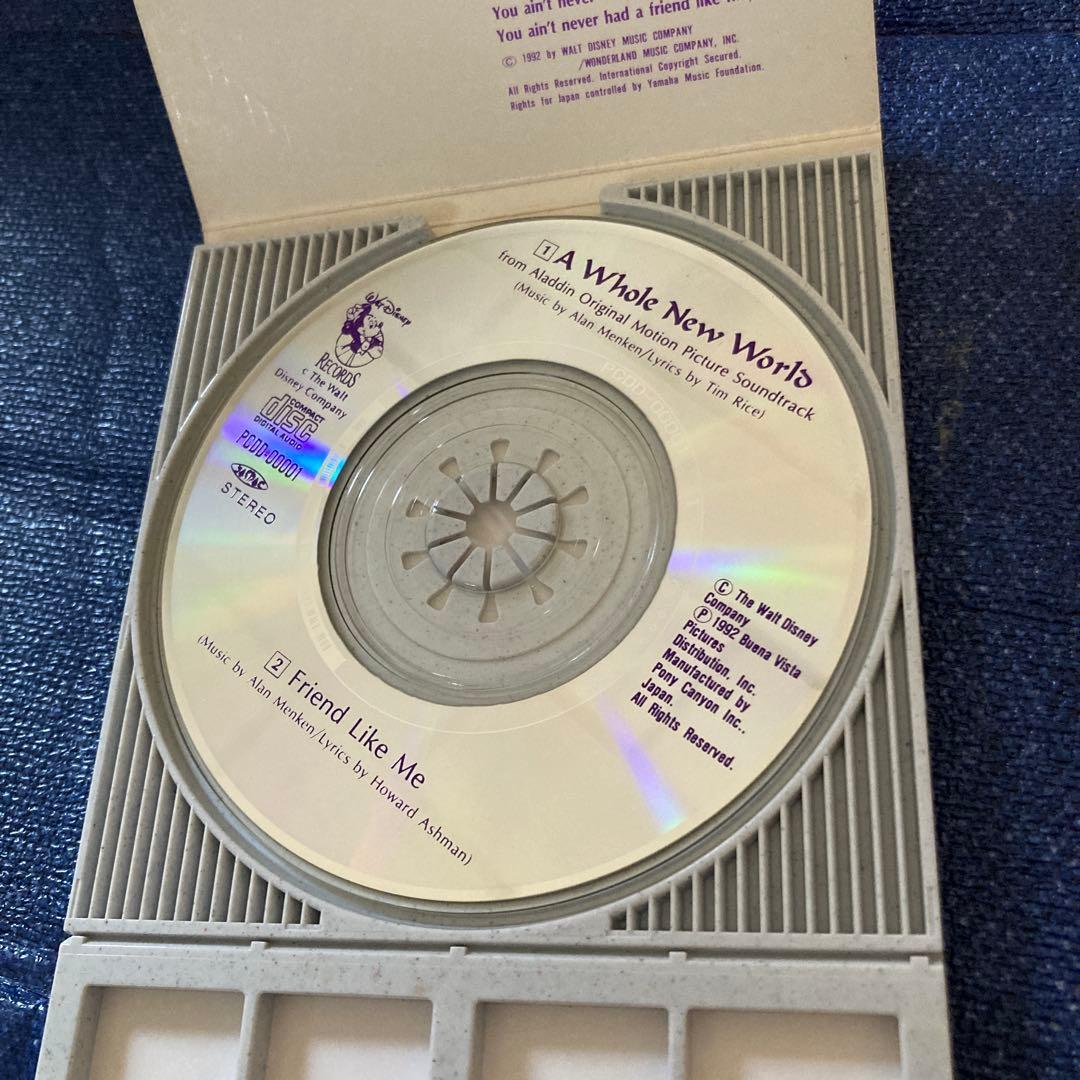 You ain't never
You ain't never had a friend like
© 1992 by WALT DISNEY MUSIC COMPANY
/WONDERLAND MUSIC COMPANY, INC.
All Rights Reserved. International Copyright Secured.
Rights for Japan controlled by Yamaha Music Foundation.
1 A Whole New World
from Aladdin Original Motion Picture Soundtrack
(Music by Alan Menken/Lyrics by Tim Rice)
Walt Disney
RECORDS
c The Walt
Disney Company
COMPACT
disc
DIGITAL AUDIO
PCDD-00001
STEREO
© The Walt Disney
Company
℗ 1992 Buena Vista
Pictures
Distribution, Inc.
Manufactured by
Pony Canyon Inc.,
Japan.
All Rights Reserved.
2 Friend Like Me
(Music by Alan Menken/Lyrics by Howard Ashman)